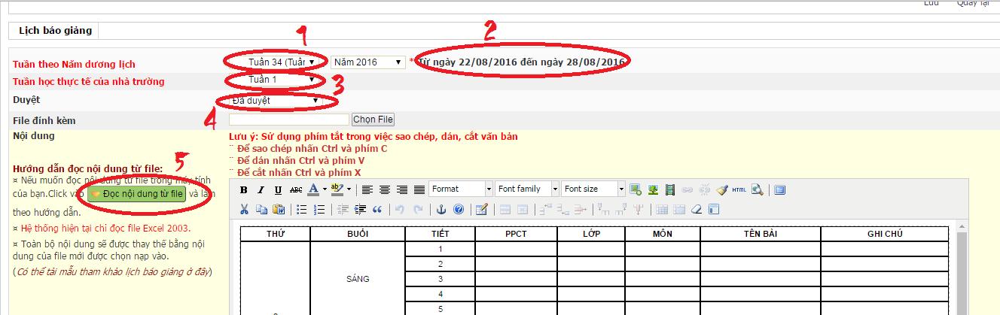 Lưu Quay lại
Lịch báo giảng
1 2
Tuần theo Năm dương lịch Tuần 34 (Tuần Năm 2016 * Từ ngày 22/08/2016 đến ngày 28/08/2016
Tuần học thực tế của nhà trường Tuần 1 3
Duyệt Đã duyệt
4
File đính kèm Chọn File
Nội dung Lưu ý: Sử dụng phím tắt trong việc sao chép, dán, cắt văn bản
¨ Để sao chép nhấn Ctrl và phím C
¨ Để dán nhấn Ctrl và phím V
¨ Để cắt nhấn Ctrl và phím X
5
Hướng dẫn đọc nội dung từ file:
¤ Nếu muốn đọc nội dung từ file trong máy tính
của bạn.Click vào Đọc nội dung từ file và làm
theo hướng dẫn.
¤ Hệ thống hiện tại chỉ đọc file Excel 2003.
¤ Toàn bộ nội dung sẽ được thay thế bằng nội
dung của file mới được chọn nạp vào.
(Có thể tải mẫu tham khảo lịch báo giảng ở đây)
B I U ABC A ab Format Font family Font size HTML
THỨ BUỔI TIẾT PPCT LỚP MÔN TÊN BÀI GHI CHÚ
1
2
SÁNG 3
4
5